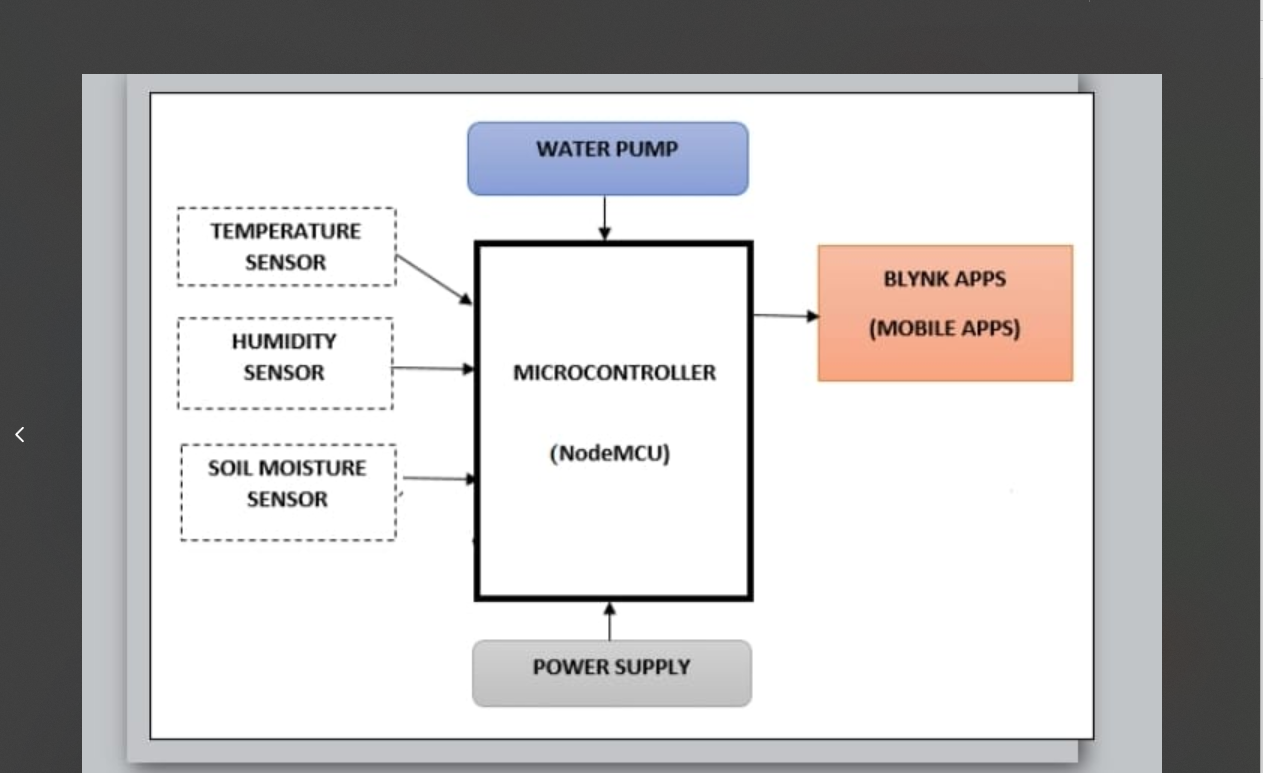 WATER PUMP
TEMPERATURE
SENSOR
HUMIDITY
SENSOR
SOIL MOISTURE
SENSOR
MICROCONTROLLER
(NodeMCU)
BLYNK APPS
(MOBILE APPS)
POWER SUPPLY